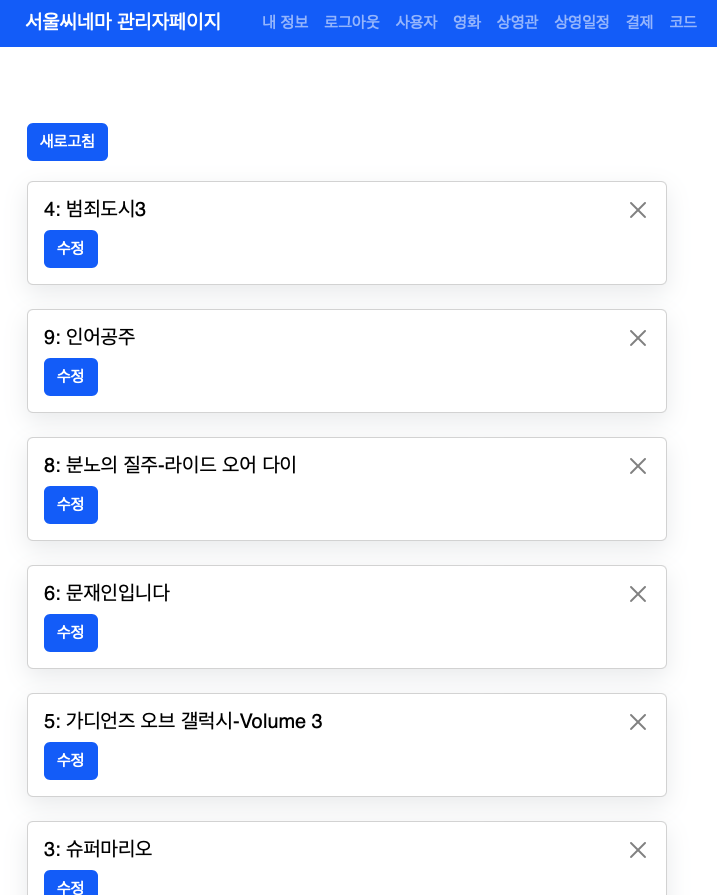 서울씨네마 관리자페이지 내 정보 로그아웃 사용자 영화 상영관 상영일정 결제 코드
새로고침
4: 범죄도시3
수정
9: 인어공주
수정
8: 분노의 질주-라이드 오어 다이
수정
6: 문재인입니다
수정
5: 가디언즈 오브 갤럭시-Volume 3
수정
3: 슈퍼마리오
수정